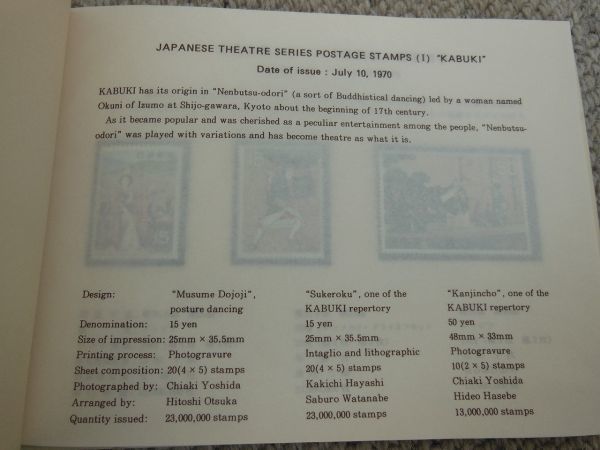 JAPANESE THEATRE SERIES POSTAGE STAMPS (I) "KABUKI"
Date of issue : July 10, 1970
KABUKI has its origin in "Nenbutsu-odori" (a sort of Buddhistical dancing) led by a woman named
Okuni of Izumo at Shijo-gawara, Kyoto about the beginning of 17th century.
As it became popular and was cherished as a peculiar entertainment among the people, "Nenbutsu-
odori" was played with variations and has become theatre as what it is.
Design: "Musume Dojoji", "Sukeroku", one of the "Kanjincho", one of the
posture dancing KABUKI repertory KABUKI repertory
Denomination: 15 yen 15 yen 50 yen
Size of impression: 25mm × 35.5mm 25mm × 35.5mm 48mm × 33mm
Printing process: Photogravure Intaglio and lithographic Photogravure
Sheet composition: 20(4 × 5) stamps 20(4 × 5) stamps 10(2 × 5) stamps
Photographed by: Chiaki Yoshida Kakichi Hayashi Chiaki Yoshida
Arranged by: Hitoshi Otsuka Saburo Watanabe Hideo Hasebe
Quantity issued: 23,000,000 stamps 23,000,000 stamps 13,000,000 stamps